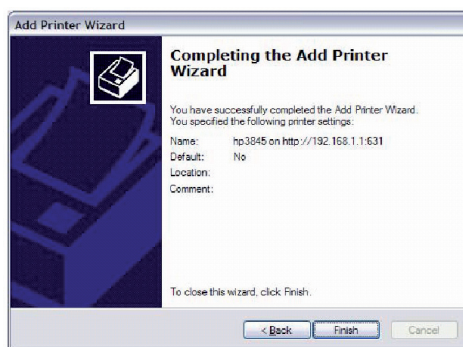 Add Printer Wizard
Completing the Add Printer
Wizard
You have successfully completed the Add Printer Wizard.
You specified the following printer settings:
Name: hp3845 on http://192.168.1.1:631
Default: No
Location:
Comment:
To close this wizard, click Finish.
< Back Finish Cancel